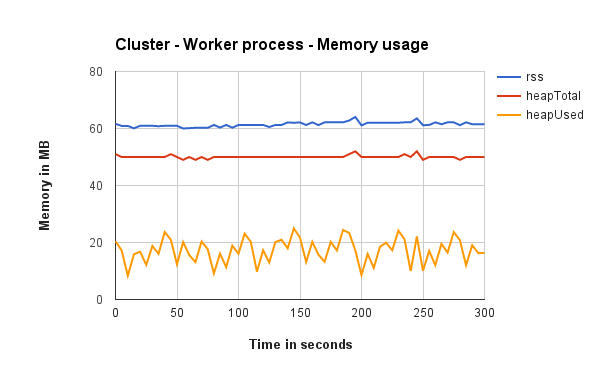 Cluster - Worker process - Memory usage
80
60
40
20
0
0 50 100 150 200 250 300
Memory in MB
Time in seconds
rss
heapTotal
heapUsed